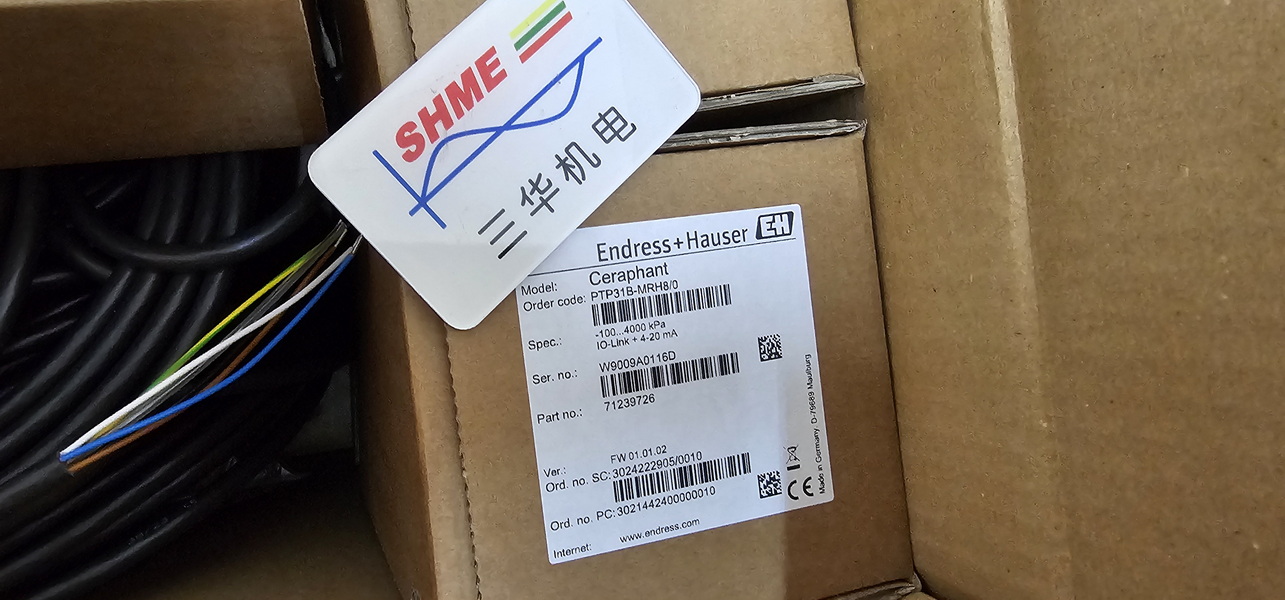 SHME
三华机电
Endress+Hauser EH
Model: Ceraphant
Order code: PTP31B-MRH8/0
Spec.: -100...4000 kPa
IO-Link + 4-20 mA
Ser. no.: W9009A0116D
Part no.: 71239726
Ver.: FW 01.01.02
Ord. no. SC: 3024222905/0010
Ord. no. PC: 3021442400000010
Internet: www.endress.com
CE
Made in Germany D-79689 Maulburg